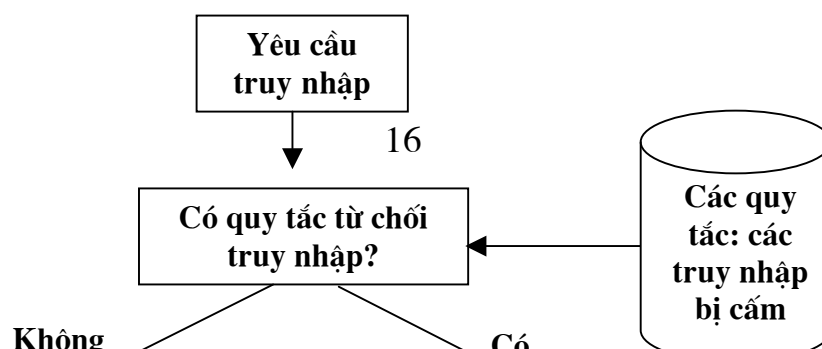 Yêu cầu
truy nhập
16
Có quy tắc từ chối
truy nhập?
Các quy
tắc: các
truy nhập
bị cấm
Không
Có